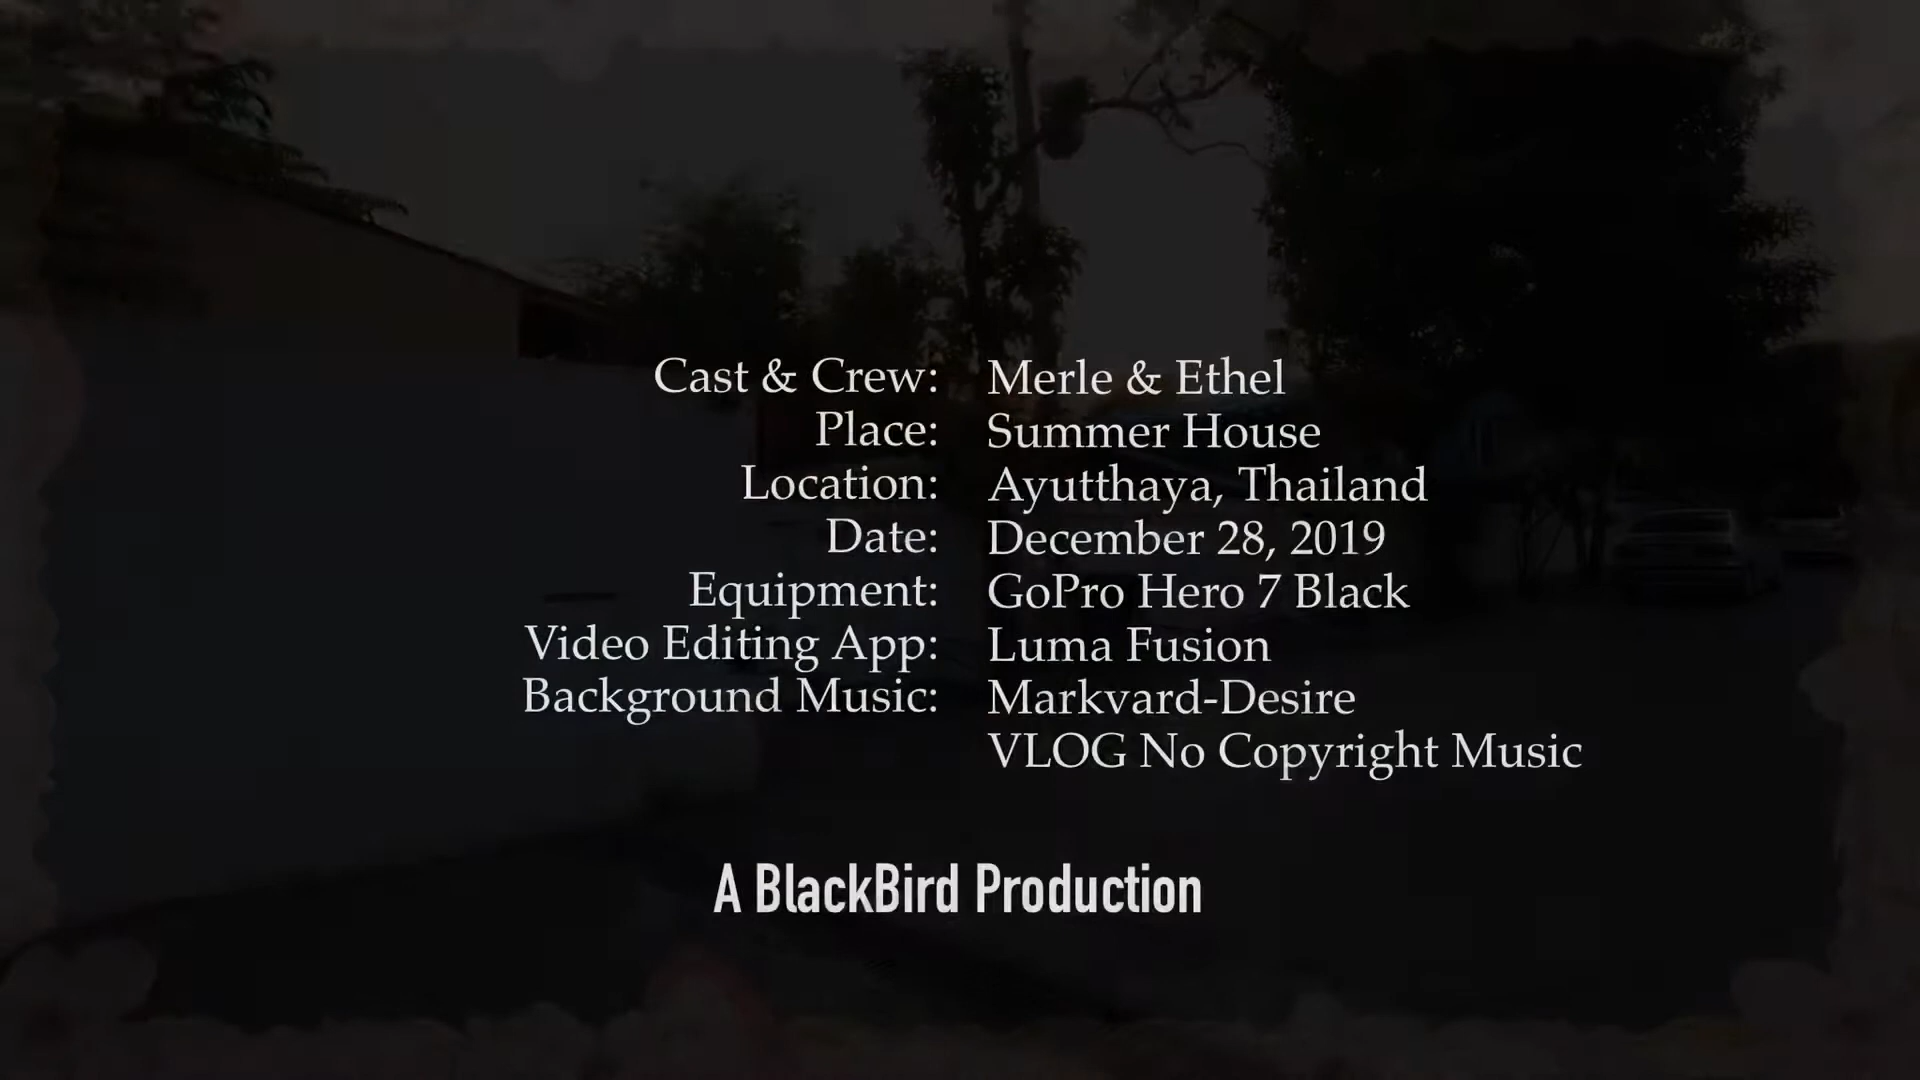 Cast & Crew: Merle & Ethel
Place: Summer House
Location: Ayutthaya, Thailand
Date: December 28, 2019
Equipment: GoPro Hero 7 Black
Video Editing App: Luma Fusion
Background Music: Markvard-Desire
VLOG No Copyright Music
A BlackBird Production